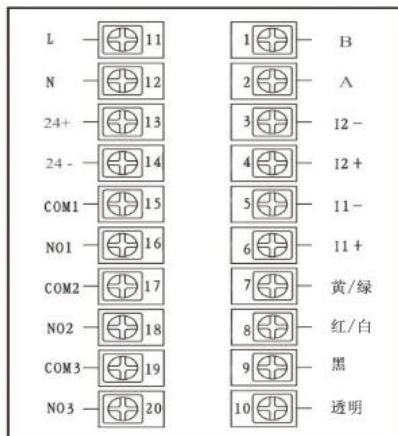 L 11 1 B
N 12 2 A
24+ 13 3 I2-
24- 14 4 I2+
COM1 15 5 I1-
NO1 16 6 I1+
COM2 17 7 黄/绿
NO2 18 8 红/白
COM3 19 9 黑
NO3 20 10 透明